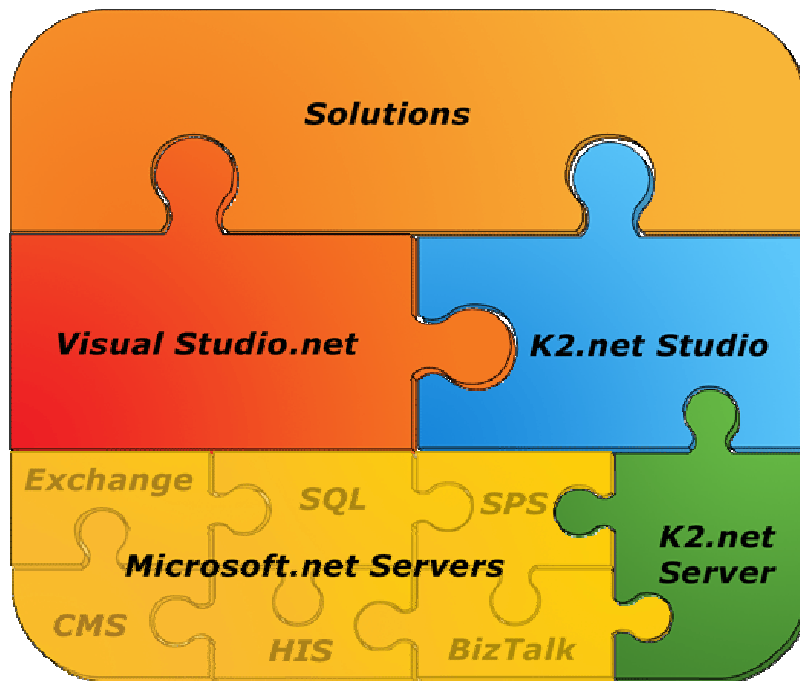 Solutions
Visual Studio.net
K2.net Studio
Exchange
SQL
SPS
Microsoft.net Servers
K2.net
Server
CMS
HIS
BizTalk